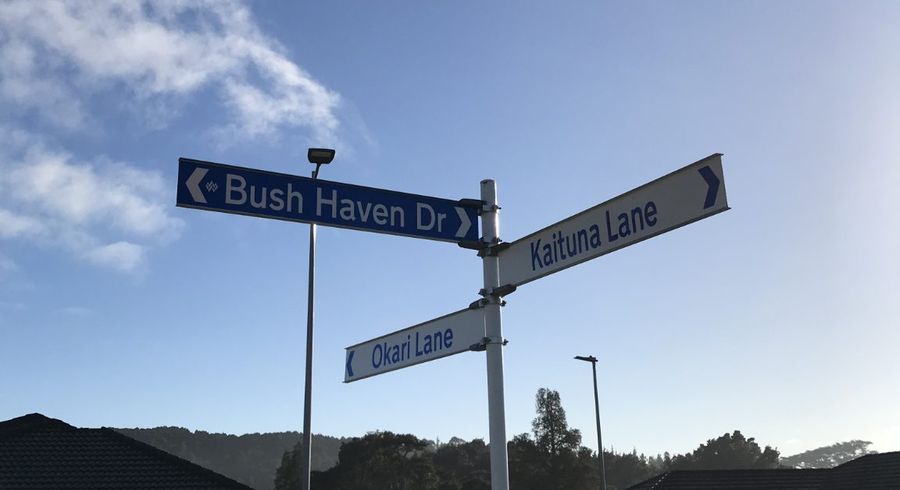 Bush Haven Dr
Kaituna Lane
Okari Lane